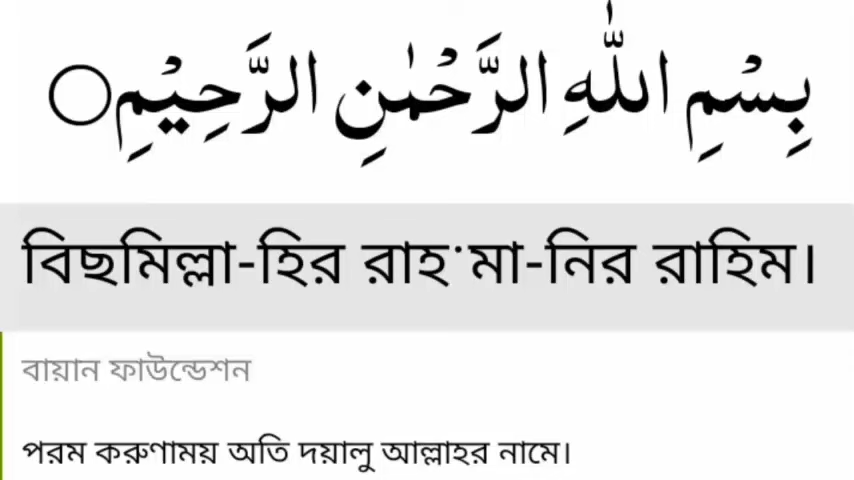 بِسْمِ اللّٰهِ الرَّحْمٰنِ الرَّحِيْمِ○
বিছমিল্লা-হির রাহ˙মা-নির রাহিম।
বায়ান ফাউন্ডেশন
পরম করুণাময় অতি দয়ালু আল্লাহর নামে।